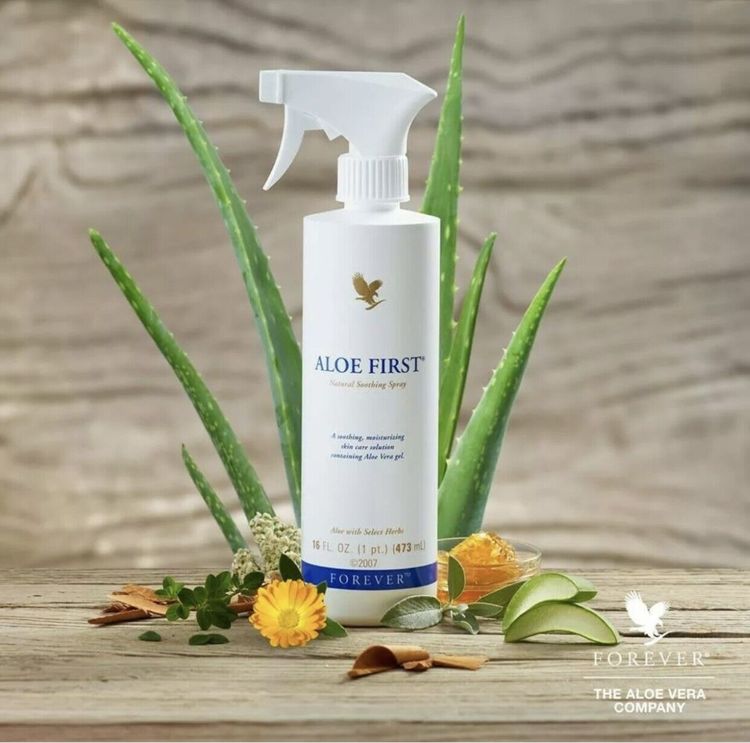 ALOE FIRST®
Natural Soothing Spray
A soothing, moisturizing
skin care solution
containing Aloe Vera gel.
Aloe with Select Herbs
16 FL. OZ. (1 pt.) (473 mL)
©2007
FOREVER™
FOREVER®
THE ALOE VERA
COMPANY